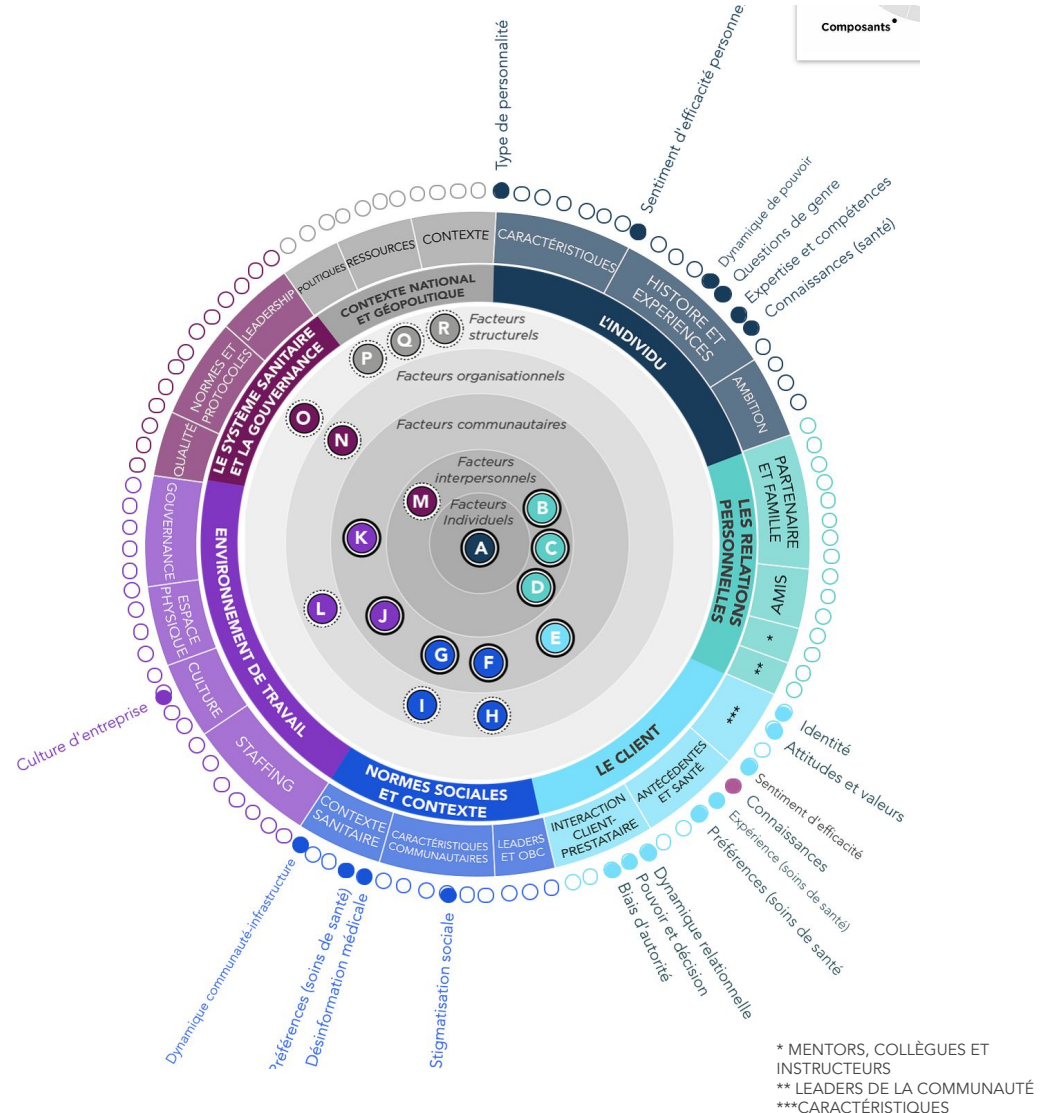 Composants
Type de personnalité
Sentiment d'efficacité personnel
Dynamique de pouvoir
Questions de genre
Expertise et compétences
Connaissances (santé)
POLITIQUES
RESSOURCES
CONTEXTE
CARACTÉRISTIQUES
HISTOIRE ET
EXPERIENCES
AMBITION
CONTEXTE NATIONAL
ET GÉOPOLITIQUE
L'INDIVIDU
LEADERSHIP
NORMES ET
PROTOCOLES
QUALITÉ
LE SYSTÈME SANITAIRE
ET LA GOUVERNANCE
Facteurs
structurels
Facteurs organisationnels
Facteurs communautaires
Facteurs
interpersonnels
Facteurs
Individuels
R
Q
P
O
N
M
B
A
C
D
K
L
J
E
G
F
I
H
PARTENAIRE
ET FAMILLE
AMIS
*
**
***
LES RELATIONS
PERSONNELLES
GOUVERNANCE
ESPACE
PHYSIQUE
CULTURE
STAFFING
ENVIRONNEMENT DE TRAVAIL
Culture d'entreprise
LE CLIENT
ANTÉCÉDENTES
ET SANTÉ
INTERACTION
CLIENT-
PRESTATAIRE
NORMES SOCIALES
ET CONTEXTE
CONTEXTE
SANITAIRE
CARACTÉRISTIQUES
COMMUNAUTAIRES
LEADERS
ET OBC
Identité
Attitudes et valeurs
Sentiment d'efficacité
Connaissances
Expérience (soins de santé)
Préférences (soins de santé
Dynamique relationnelle
Pouvoir et décision
Biais d'autorité
Stigmatisation sociale
Désinformation médicale
Préférences (soins de santé)
Dynamique communauté-infrastructure
* MENTORS, COLLÈGUES ET
INSTRUCTEURS
** LEADERS DE LA COMMUNAUTÉ
***CARACTÉRISTIQUES